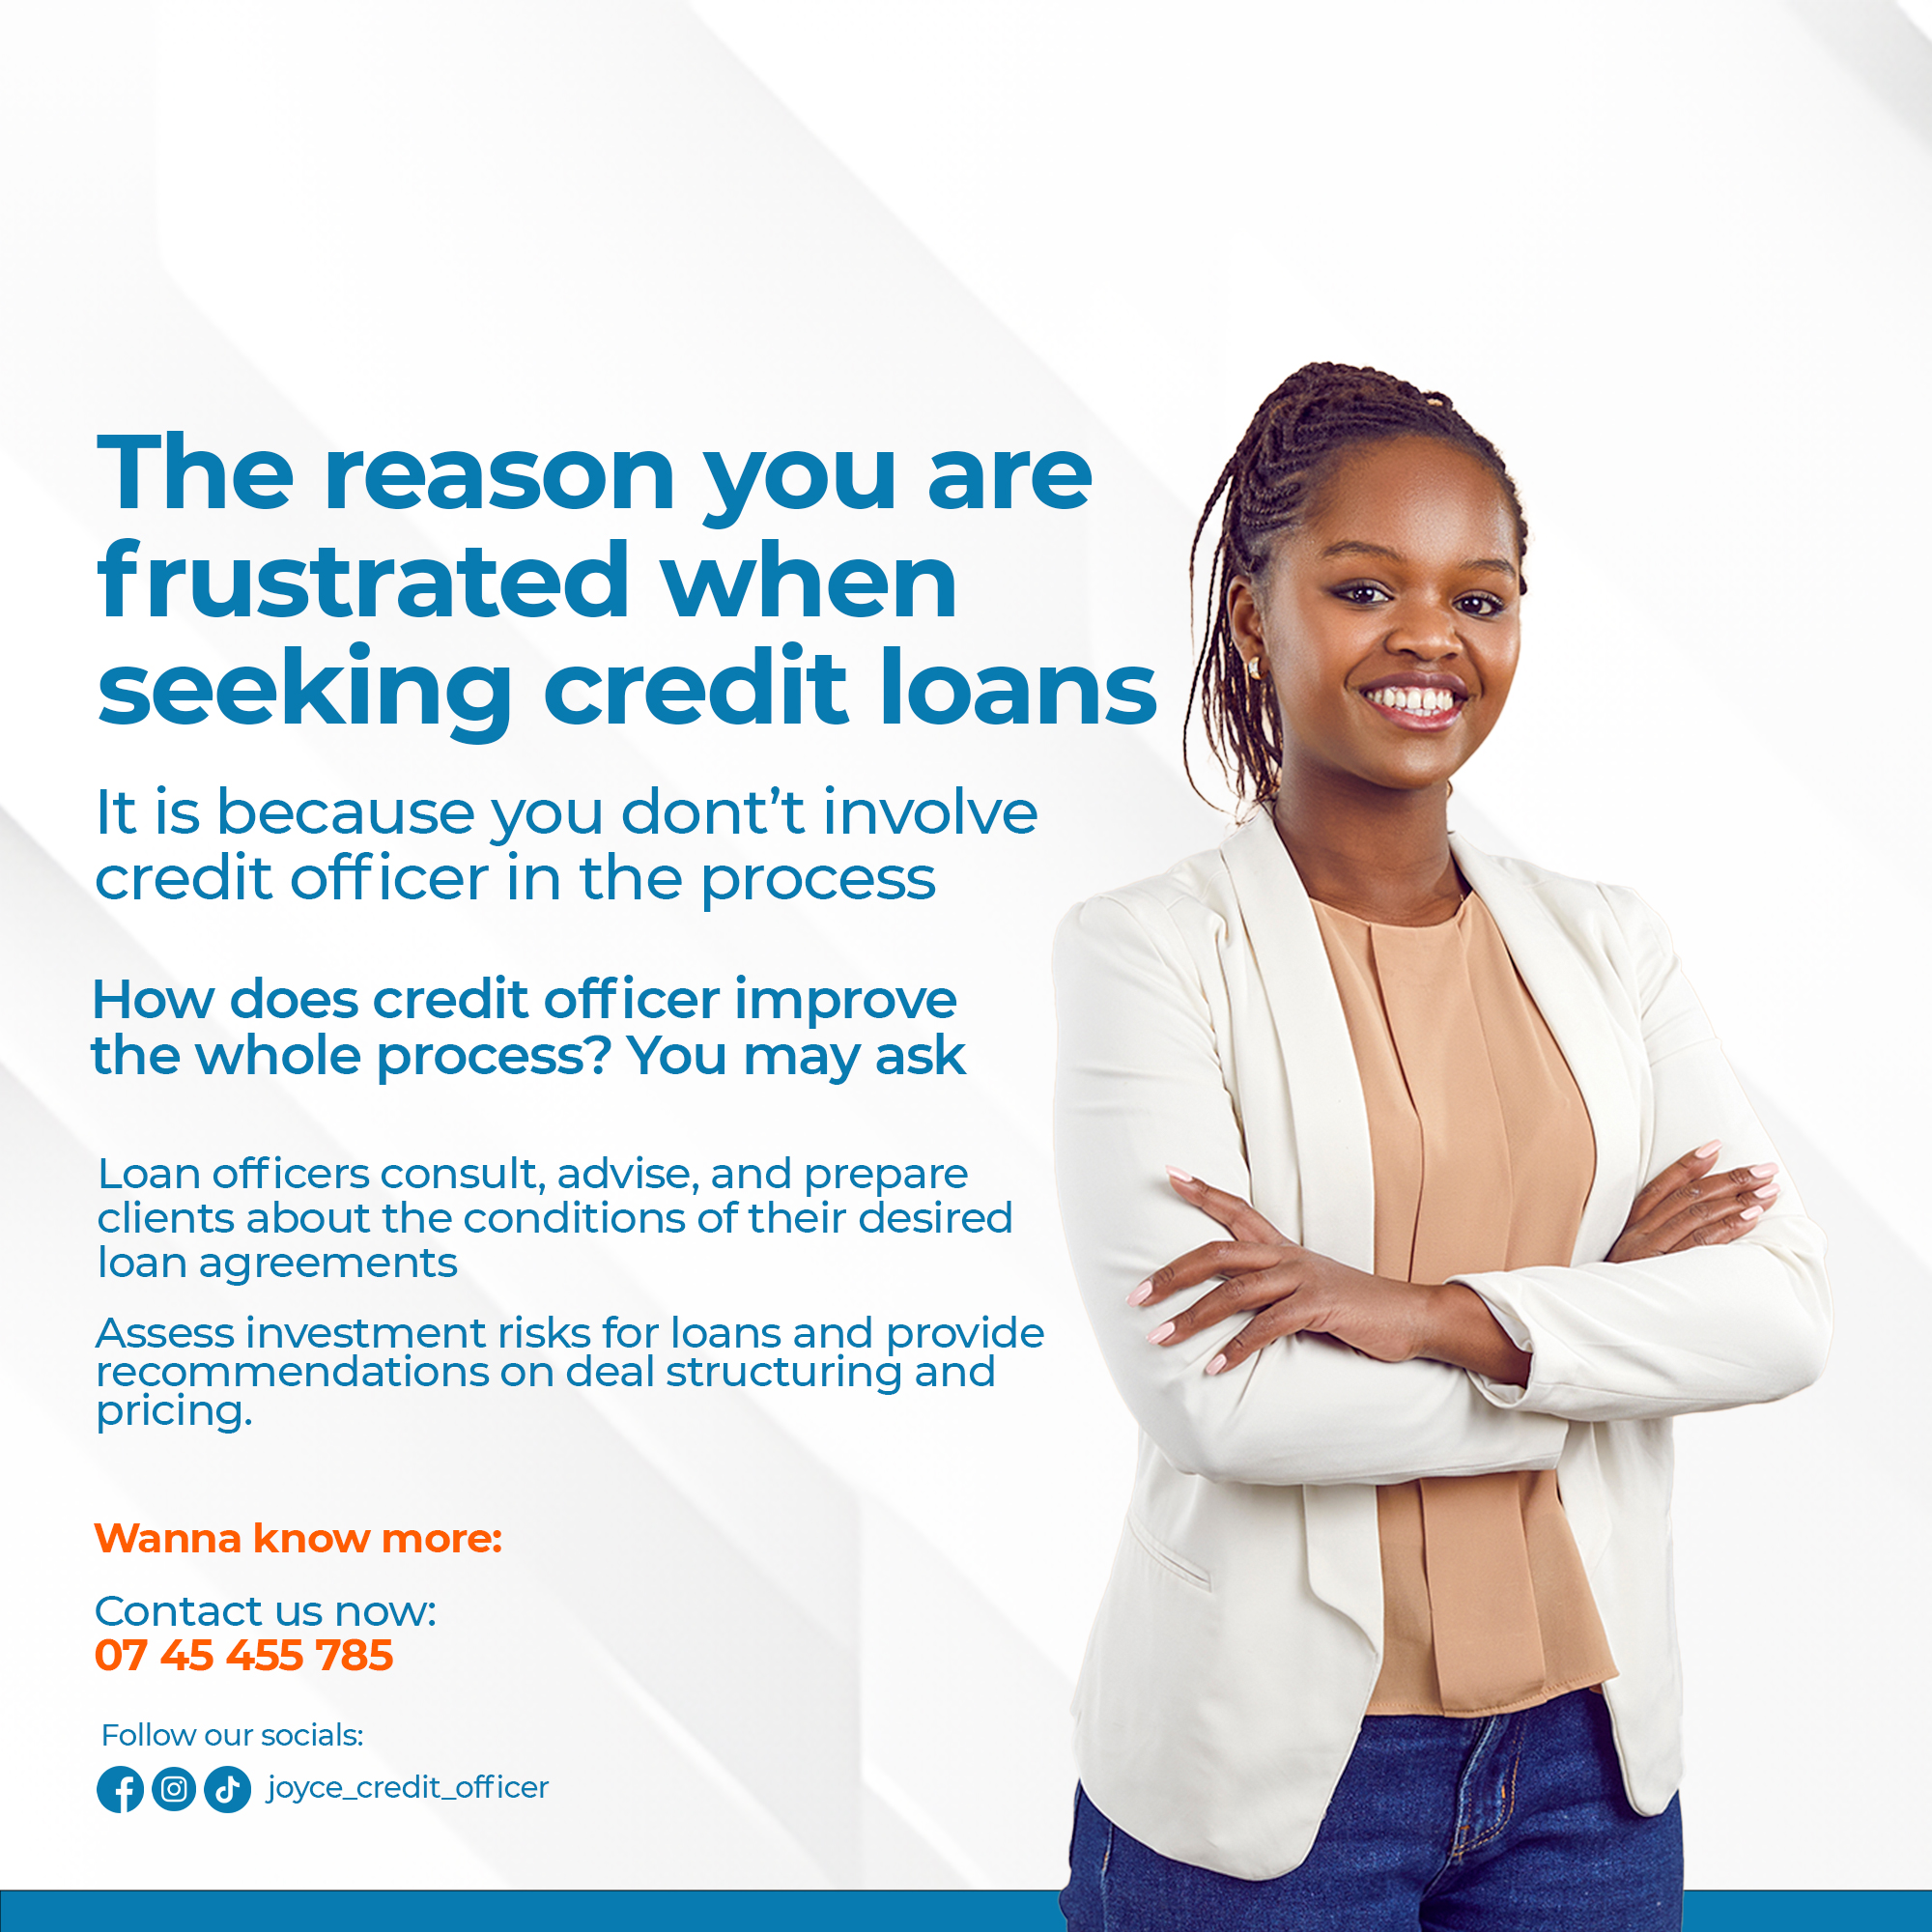 The reason you are
frustrated when
seeking credit loans
It is because you dont't involve
credit officer in the process
How does credit officer improve
the whole process? You may ask
Loan officers consult, advise, and prepare
clients about the conditions of their desired
loan agreements
Assess investment risks for loans and provide
recommendations on deal structuring and
pricing.
Wanna know more:
Contact us now:
07 45 455 785
Follow our socials:
joyce_credit_officer